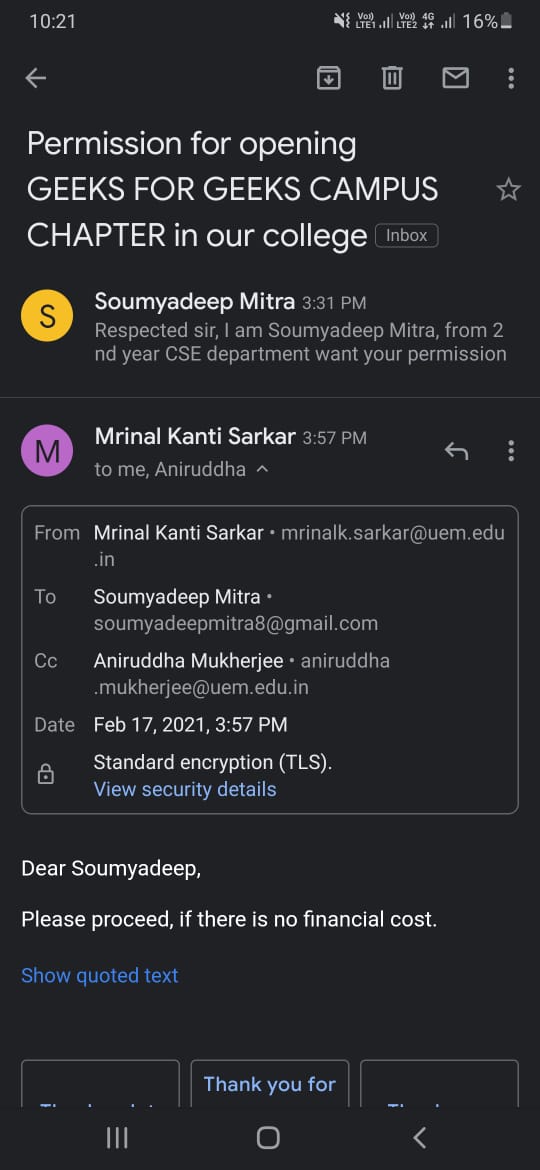 10:21
Vo)) LTE1 Vo)) LTE2 4G 16%
Permission for opening
GEEKS FOR GEEKS CAMPUS
CHAPTER in our college Inbox
S
Soumyadeep Mitra 3:31 PM
Respected sir, I am Soumyadeep Mitra, from 2
nd year CSE department want your permission
M
Mrinal Kanti Sarkar 3:57 PM
to me, Aniruddha
From Mrinal Kanti Sarkar • mrinalk.sarkar@uem.edu
.in
To Soumyadeep Mitra •
soumyadeepmitra8@gmail.com
Cc Aniruddha Mukherjee • aniruddha
.mukherjee@uem.edu.in
Date Feb 17, 2021, 3:57 PM
Standard encryption (TLS).
View security details
Dear Soumyadeep,
Please proceed, if there is no financial cost.
Show quoted text
Thank you for